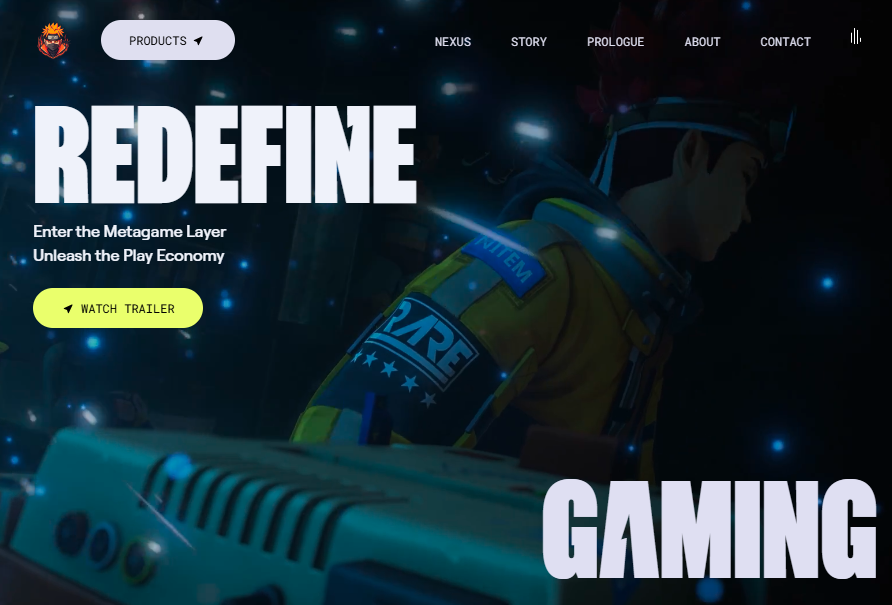 PRODUCTS
NEXUS
STORY
PROLOGUE
ABOUT
CONTACT
REDEFINE
Enter the Metagame Layer
Unleash the Play Economy
WATCH TRAILER
NITEM
RARE
GAMING